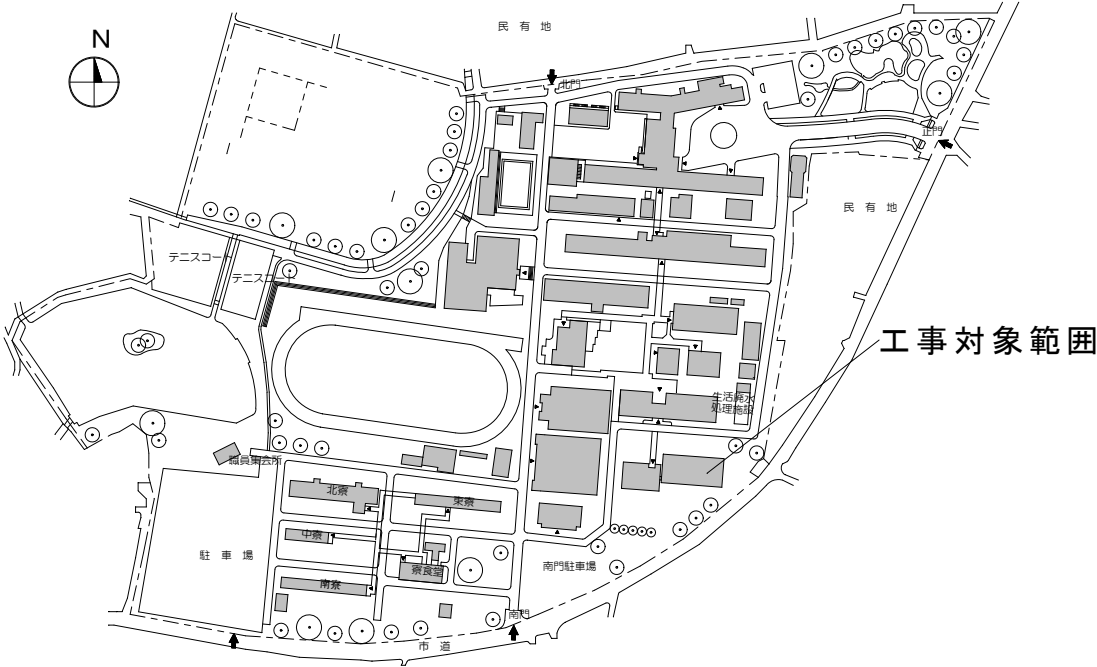 民有地
N
北門
正門
民有地
テニスコート
テニスコート
工事対象範囲
生活廃水
処理施設
職員集会所
北寮
東寮
中寮
駐車場
寮食堂
南門駐車場
南寮
南門
市道